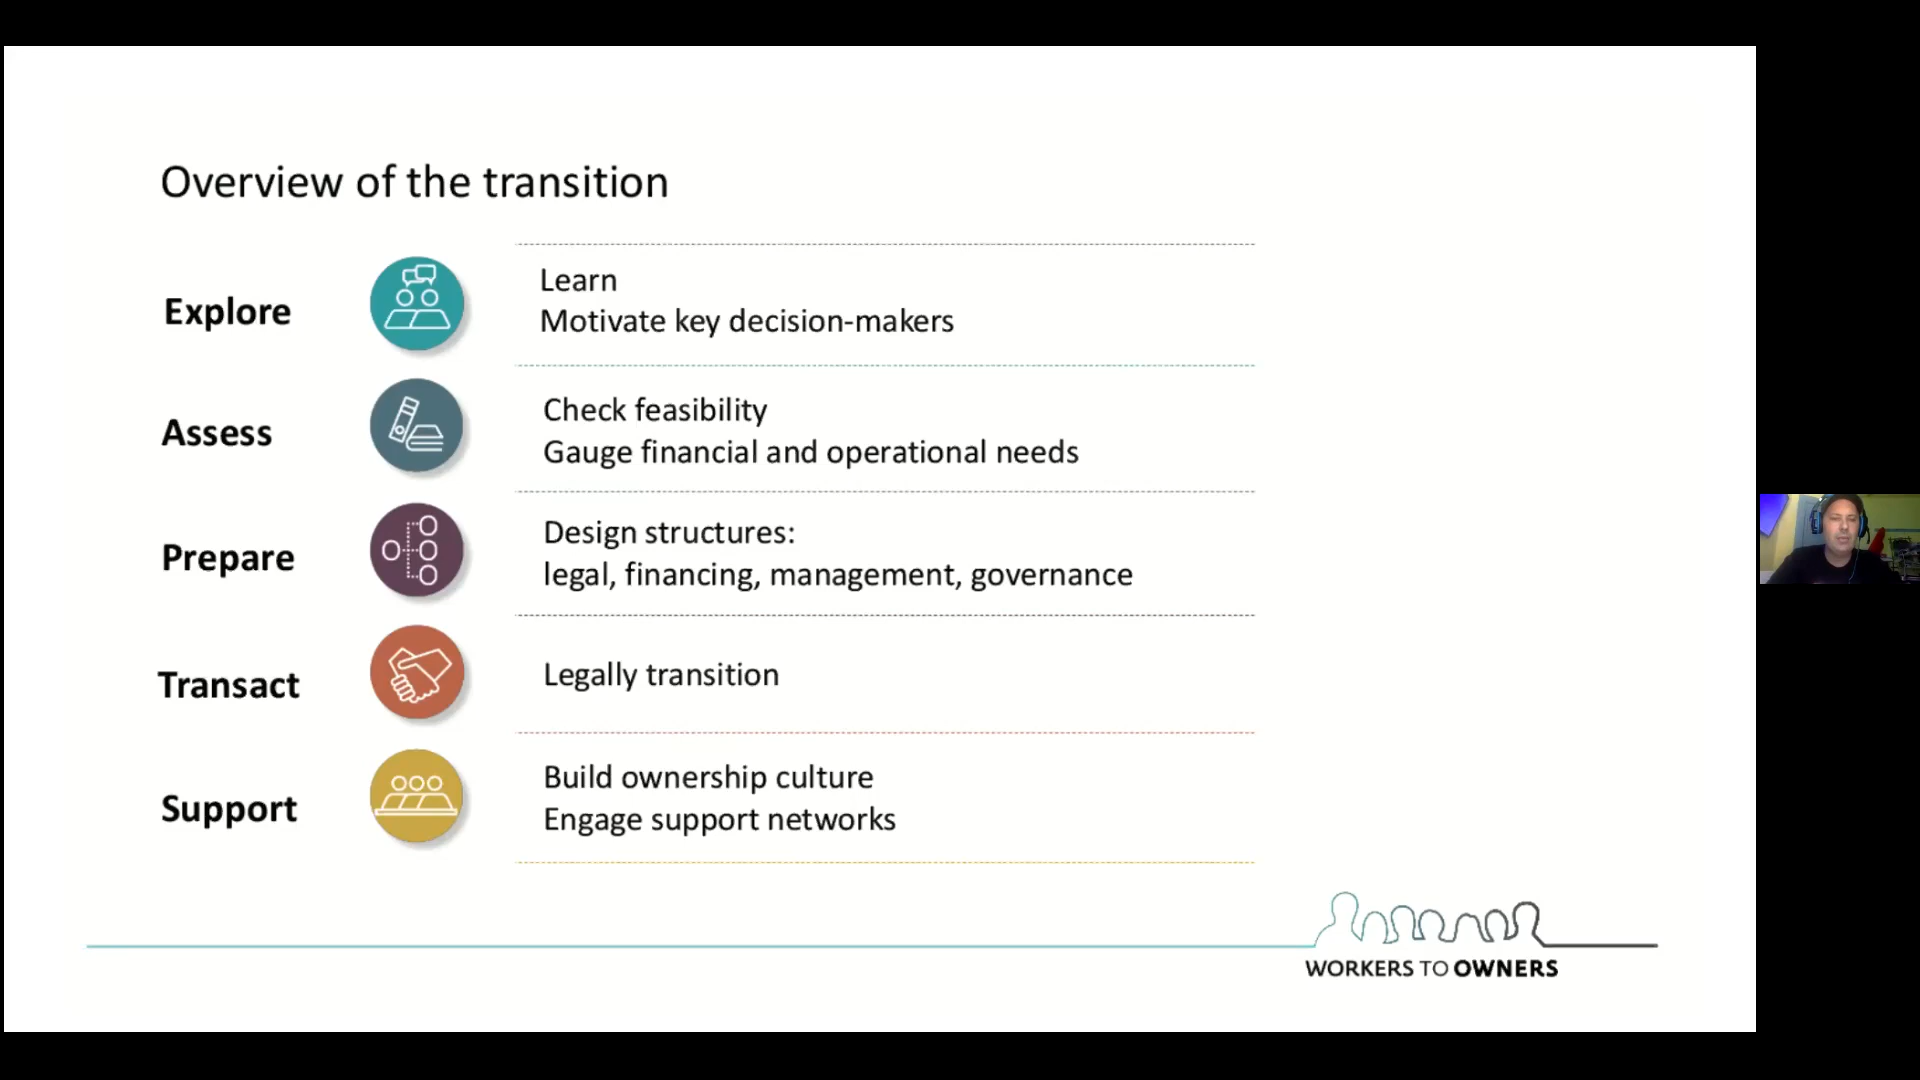 Overview of the transition
Explore
Learn
Motivate key decision-makers
Assess
Check feasibility
Gauge financial and operational needs
Prepare
Design structures:
legal, financing, management, governance
Transact
Legally transition
Support
Build ownership culture
Engage support networks
WORKERS TO OWNERS